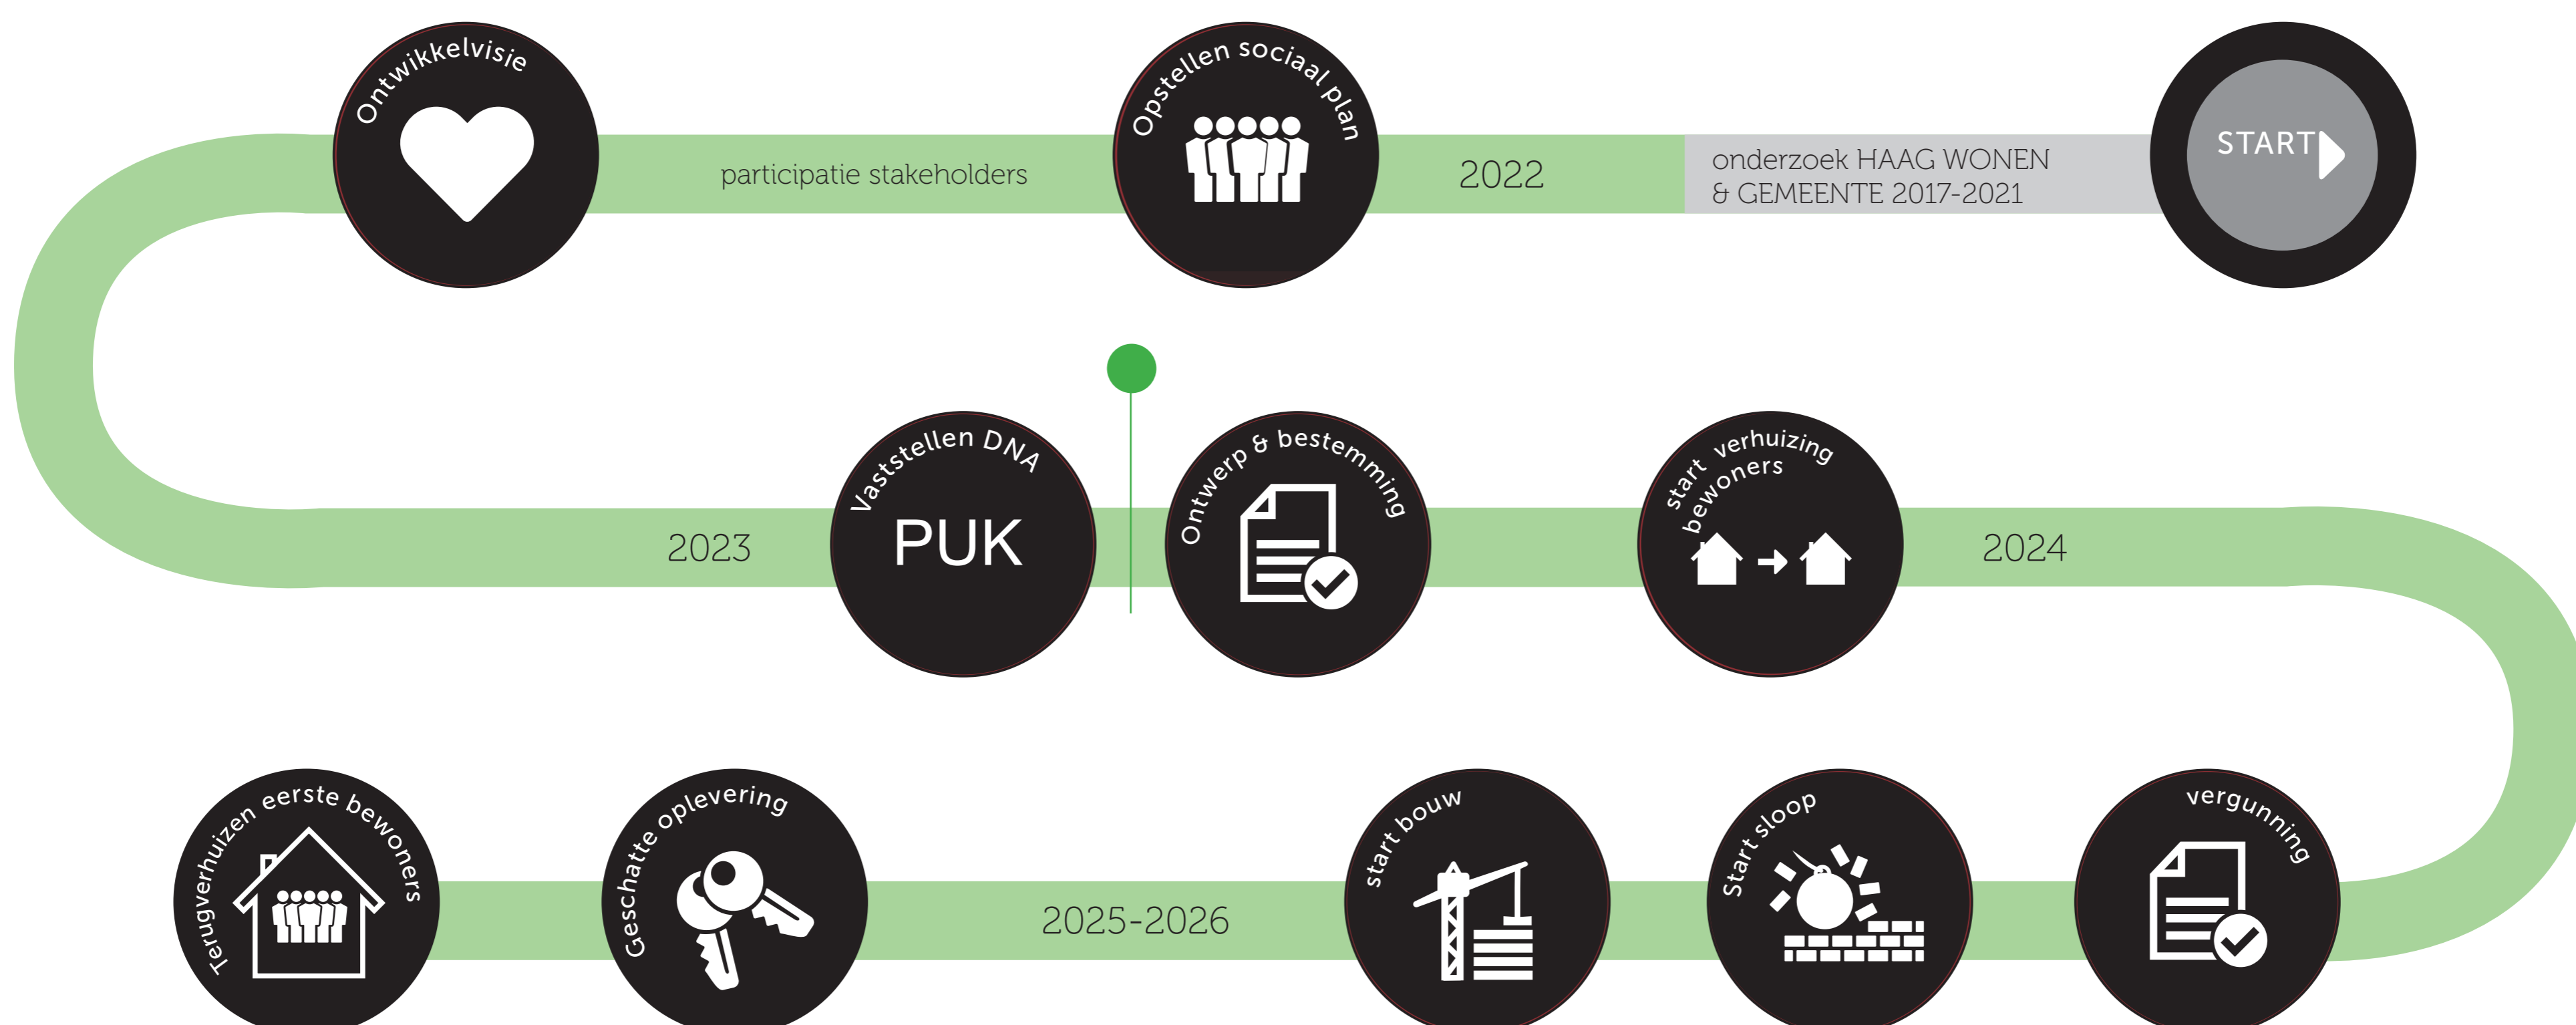 Ontwikkelvisie
participatie stakeholders
Opstellen sociaal plan
2022
onderzoek HAAG WONEN
& GEMEENTE 2017-2021
START
2023
Vaststellen DNA
PUK
Ontwerp & bestemming
start verhuizing
bewoners
2024
Terugverhuizen eerste bewoners
Geschatte oplevering
2025-2026
start bouw
Start sloop
vergunning